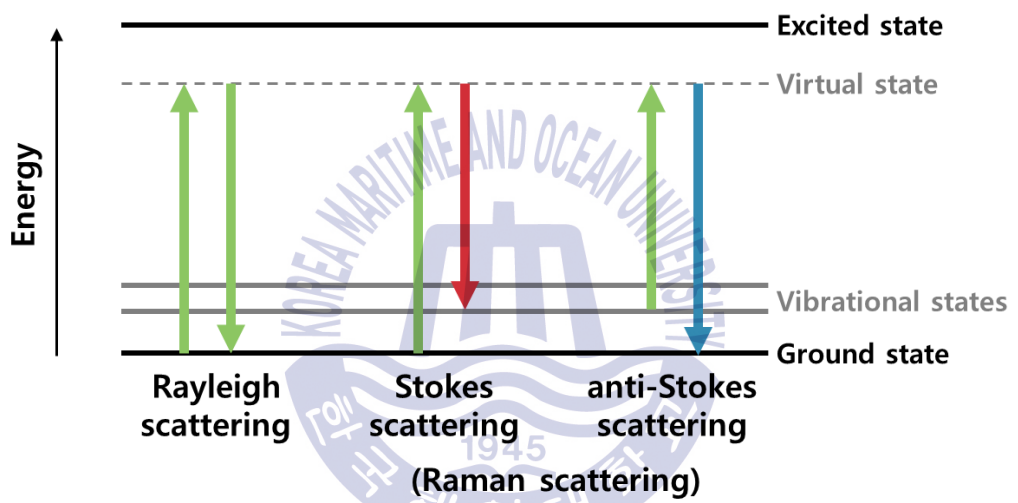 Excited state
Virtual state
Energy
Vibrational states
Ground state
Rayleigh
scattering
Stokes
scattering
anti-Stokes
scattering
(Raman scattering)
KOREA MARITIME AND OCEAN UNIVERSITY
1945